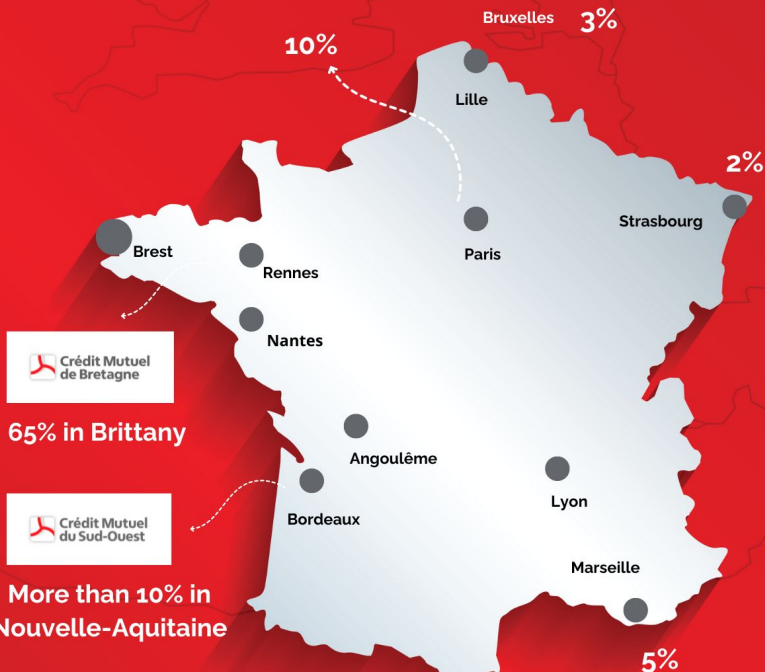 Bruxelles 3%
10%
Lille
2%
Strasbourg
Paris
Brest
Rennes
Nantes
Crédit Mutuel
de Bretagne
65% in Brittany
Angoulême
Lyon
Bordeaux
Crédit Mutuel
du Sud-Ouest
Marseille
More than 10% in
Nouvelle-Aquitaine
5%